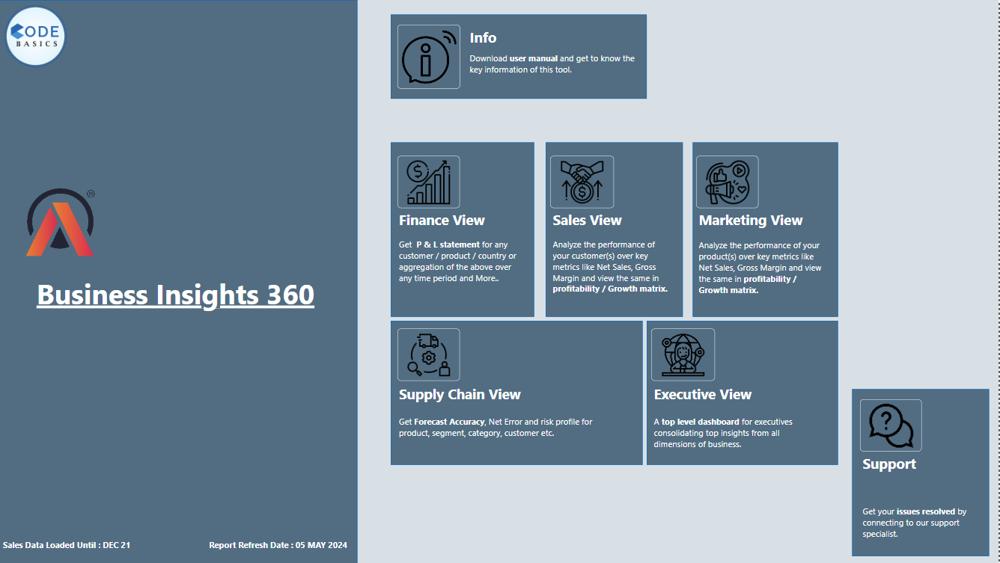 CODE
BASICS
®
Business Insights 360
Sales Data Loaded Until : DEC 21
Report Refresh Date : 05 MAY 2024
Info
Download user manual and get to know the
key information of this tool.
Finance View
Get P & L statement for any
customer / product / country or
aggregation of the above over
any time period and More..
Sales View
Analyze the performance of
your customer(s) over key
metrics like Net Sales, Gross
Margin and view the same in
profitability / Growth matrix.
Marketing View
Analyze the performance of your
product(s) over key metrics like
Net Sales, Gross Margin and view
the same in profitability /
Growth matrix.
Supply Chain View
Get Forecast Accuracy, Net Error and risk profile for
product, segment, category, customer etc.
Executive View
A top level dashboard for executives
consolidating top insights from all
dimensions of business.
Support
Get your issues resolved by
connecting to our support
specialist.